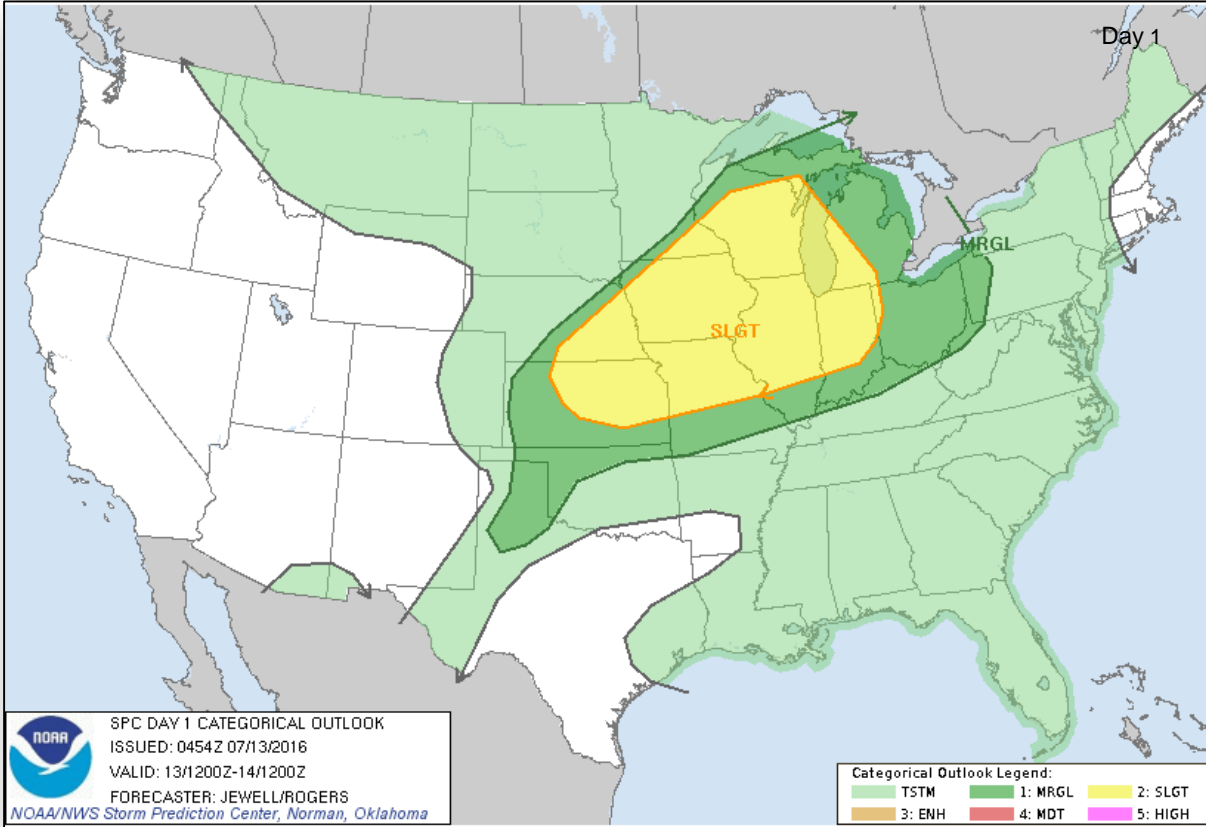 Day 1
MRGL
SLGT
NOAA
SPC DAY 1 CATEGORICAL OUTLOOK
ISSUED: 0454Z 07/13/2016
VALID: 13/1200Z-14/1200Z
FORECASTER: JEWELL/ROGERS
NOAA/NWS Storm Prediction Center, Norman, Oklahoma
Categorical Outlook Legend:
TSTM 1: MRGL 2: SLGT
3: ENH 4: MDT 5: HIGH